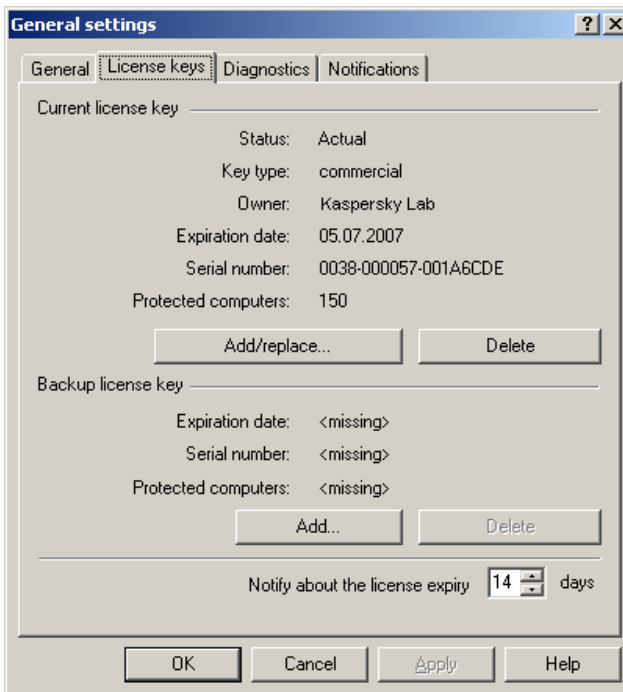 General settings
General License keys Diagnostics Notifications
Current license key
Status: Actual
Key type: commercial
Owner: Kaspersky Lab
Expiration date: 05.07.2007
Serial number: 0038-000057-001A6CDE
Protected computers: 150
Add/replace... Delete
Backup license key
Expiration date: <missing>
Serial number: <missing>
Protected computers: <missing>
Add... Delete
Notify about the license expiry 14 days
OK Cancel Apply Help